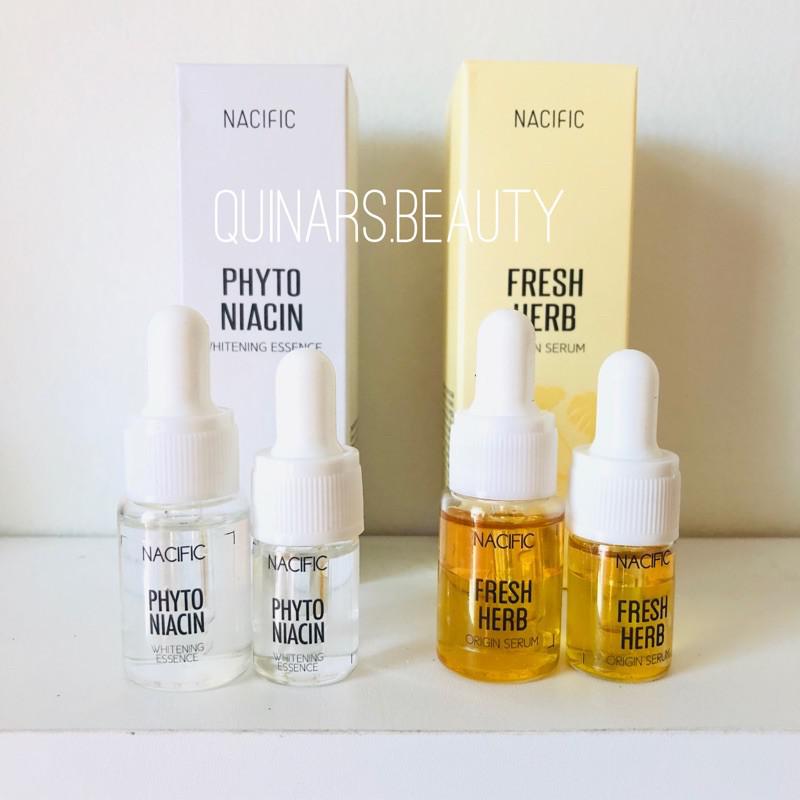 NACIFIC
PHYTO
NIACIN
WHITENING ESSENCE
NACIFIC
FRESH
HERB
SERUM
QUINARS.BEAUTY
NACIFIC
PHYTO
NIACIN
WHITENING
ESSENCE
NACIFIC
PHYTO
NIACIN
WHITENING
ESSENCE
NACIFIC
FRESH
HERB
ORIGIN SERUM
NACIFIC
FRESH
HERB
ORIGIN SERUM